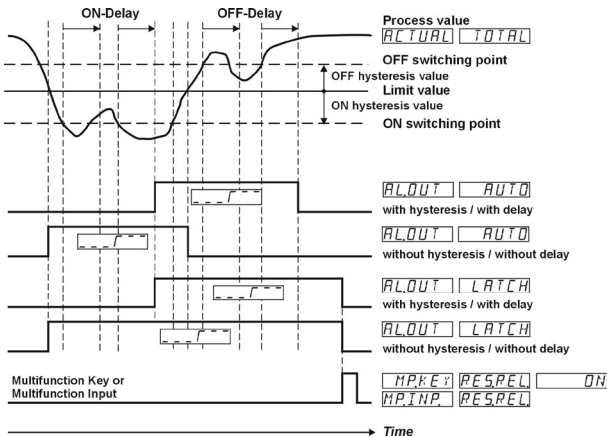 ON-Delay OFF-Delay
Process value
ACTUAL TOTAL
OFF switching point
OFF hysteresis value
Limit value
ON hysteresis value
ON switching point
AL.OUT AUTO
with hysteresis / with delay
AL.OUT AUTO
without hysteresis / without delay
AL.OUT LATCH
with hysteresis / with delay
AL.OUT LATCH
without hysteresis / without delay
Multifunction Key or
Multifunction Input
MP.KEY RES.REL. ON
MP.INP. RES.REL.
Time